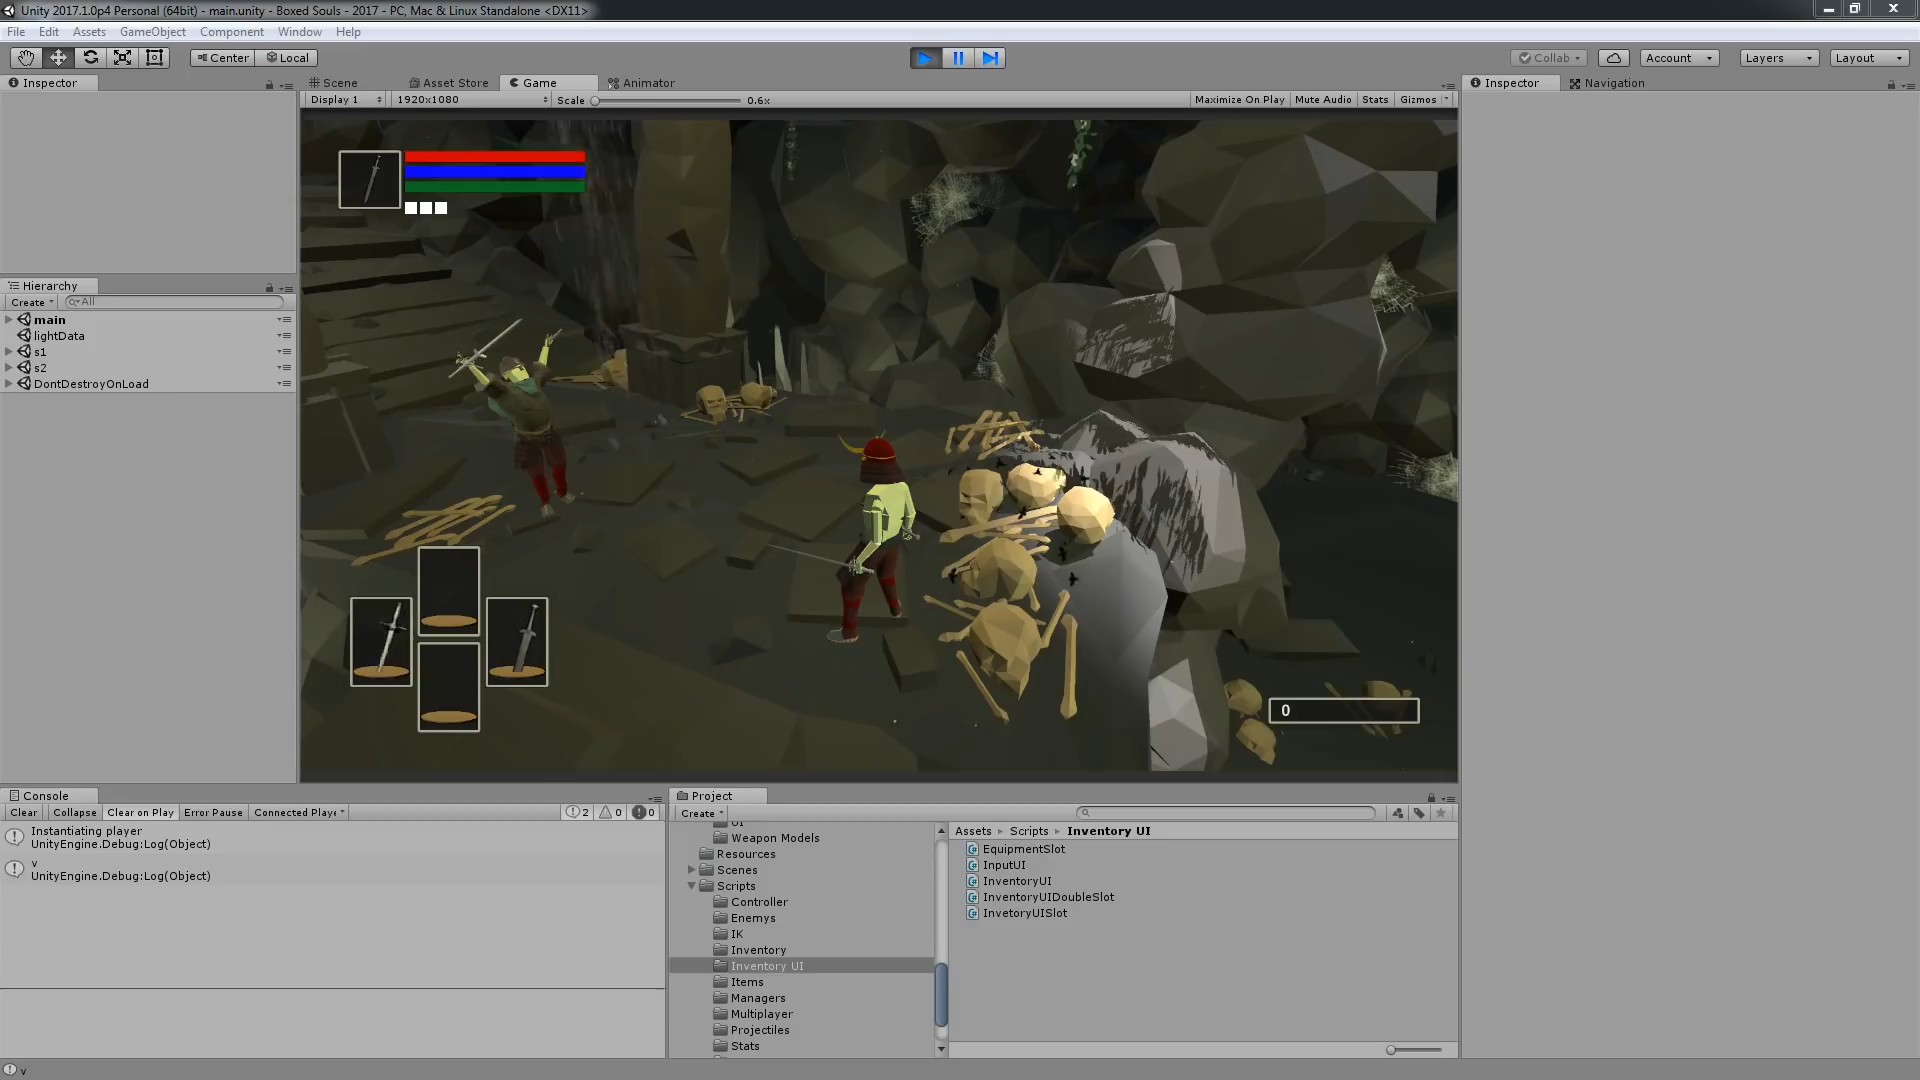 Unity 2017.1.0p4 Personal (64bit) - main.unity - Boxed Souls - 2017 - PC, Mac & Linux Standalone <DX11>
File Edit Assets GameObject Component Window Help
Center Local Collab Account Layers Layout
Inspector
Scene Asset Store Game Animator
Inspector Navigation
Display 1 1920x1080 Scale 0.6x Maximize On Play Mute Audio Stats Gizmos
Hierarchy
Create All
main
lightData
s1
s2
DontDestroyOnLoad
0
Console
Clear Collapse Clear on Play Error Pause Connected Playe 2 0 0
Instantiating player
UnityEngine.Debug:Log(Object)
v
UnityEngine.Debug:Log(Object)
Project
Create
UI
Weapon Models
Resources
Scenes
Scripts
Controller
Enemys
IK
Inventory
Inventory UI
Items
Managers
Multiplayer
Projectiles
Stats
Assets Scripts Inventory UI
EquipmentSlot
InputUI
InventoryUI
InventoryUIDoubleSlot
InvetoryUISlot
v